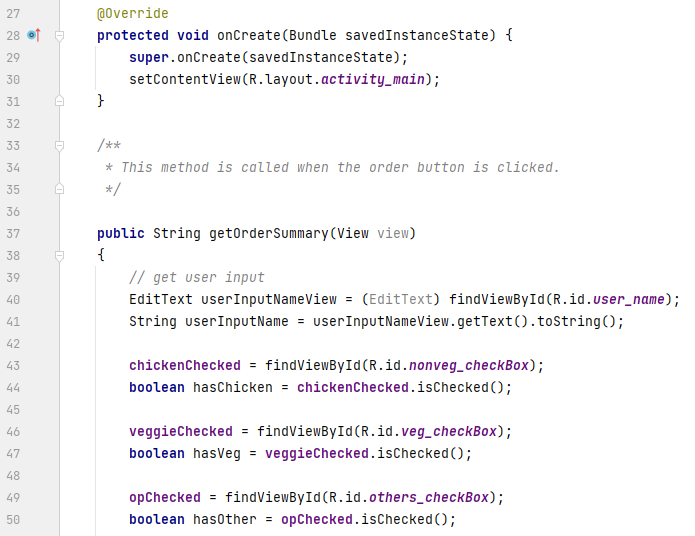 27 @Override
28 protected void onCreate(Bundle savedInstanceState) {
29 super.onCreate(savedInstanceState);
30 setContentView(R.layout.activity_main);
31 }
32
33 /**
34 * This method is called when the order button is clicked.
35 */
36
37 public String getOrderSummary(View view)
38 {
39 // get user input
40 EditText userInputNameView = (EditText) findViewById(R.id.user_name);
41 String userInputName = userInputNameView.getText().toString();
42
43 chickenChecked = findViewById(R.id.nonveg_checkBox);
44 boolean hasChicken = chickenChecked.isChecked();
45
46 veggieChecked = findViewById(R.id.veg_checkBox);
47 boolean hasVeg = veggieChecked.isChecked();
48
49 opChecked = findViewById(R.id.others_checkBox);
50 boolean hasOther = opChecked.isChecked();